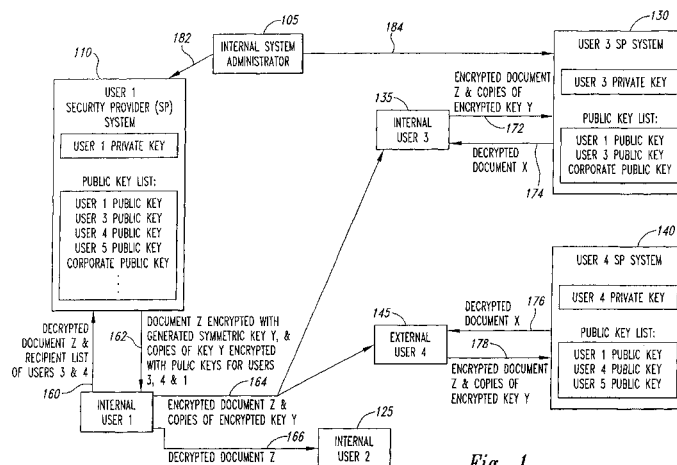 105
INTERNAL SYSTEM
ADMINISTRATOR
182
184
110
USER 1
SECURITY PROVIDER (SP)
SYSTEM
USER 1 PRIVATE KEY
PUBLIC KEY LIST:
USER 1 PUBLIC KEY
USER 3 PUBLIC KEY
USER 4 PUBLIC KEY
USER 5 PUBLIC KEY
CORPORATE PUBLIC KEY
130
USER 3 SP SYSTEM
USER 3 PRIVATE KEY
PUBLIC KEY LIST:
USER 1 PUBLIC KEY
USER 3 PUBLIC KEY
CORPORATE PUBLIC KEY
135
INTERNAL
USER 3
ENCRYPTED DOCUMENT
Z & COPIES OF
ENCRYPTED KEY Y
172
DECRYPTED
DOCUMENT X
174
140
USER 4 SP SYSTEM
USER 4 PRIVATE KEY
PUBLIC KEY LIST:
USER 1 PUBLIC KEY
USER 4 PUBLIC KEY
USER 5 PUBLIC KEY
145
EXTERNAL
USER 4
DECRYPTED
DOCUMENT X
176
178
ENCRYPTED DOCUMENT
Z & COPIES OF
ENCRYPTED KEY Y
DECRYPTED
DOCUMENT Z &
RECIPIENT LIST
OF USERS 3 & 4
160
162
DOCUMENT Z ENCRYPTED WITH
GENERATED SYMMETRIC KEY Y, &
COPIES OF KEY Y ENCRYPTED
WITH PULIC KEYS FOR USERS
3, 4 & 1
164
INTERNAL
USER 1
ENCRYPTED DOCUMENT Z &
COPIES OF ENCRYPTED KEY Y
166
DECRYPTED DOCUMENT Z
125
INTERNAL
USER 2
Fig. 1